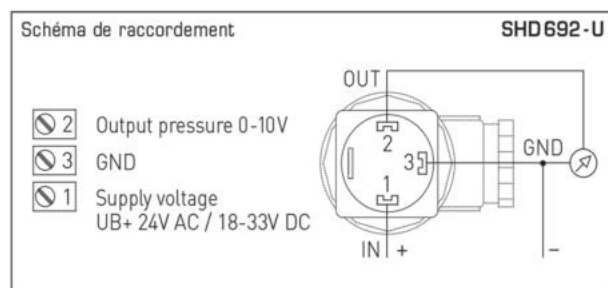 Schéma de raccordement SHD 692 - U
OUT
2 Output pressure 0-10V
3 GND
1 Supply voltage
UB+ 24V AC / 18-33V DC
2
3
1
GND
IN + –